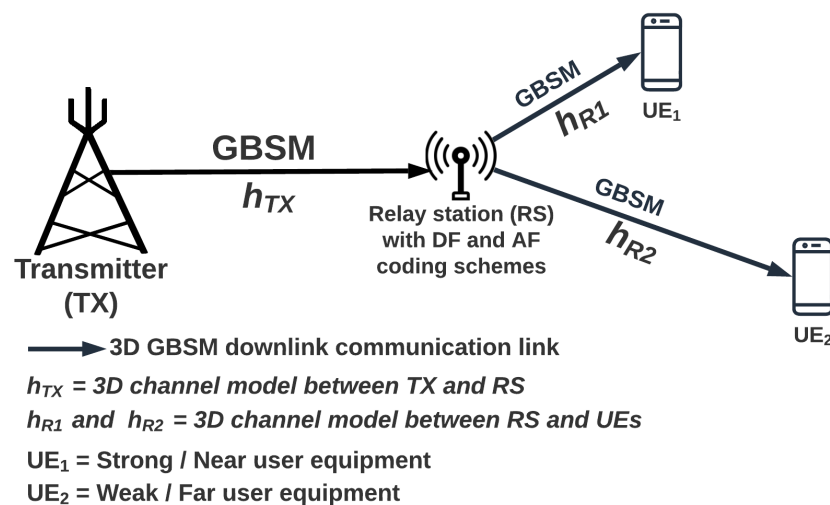 GBSM
h_TX
GBSM
h_R1
UE₁
GBSM
h_R2
UE₂
Relay station (RS)
with DF and AF
coding schemes
Transmitter
(TX)
3D GBSM downlink communication link
h_TX = 3D channel model between TX and RS
h_R1 and h_R2 = 3D channel model between RS and UEs
UE₁ = Strong / Near user equipment
UE₂ = Weak / Far user equipment